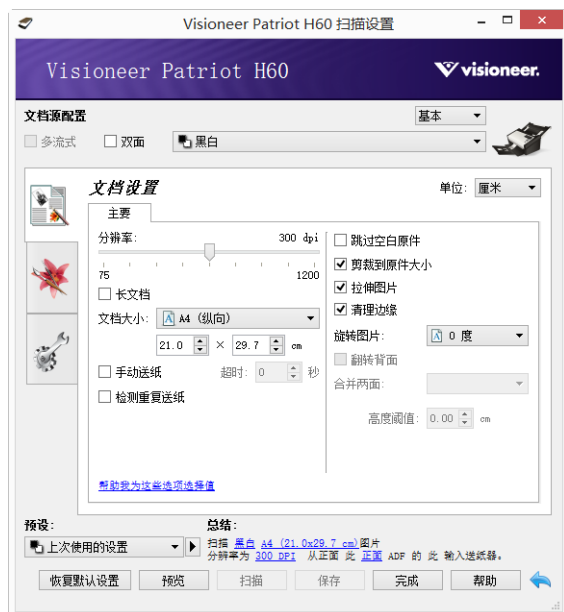 Visioneer Patriot H60 扫描设置
Visioneer Patriot H60
visioneer.
文档源配置
基本
多流式
双面
黑白
文档设置
单位: 厘米
主要
分辨率: 300 dpi
75 1200
长文档
文档大小: A4 (纵向)
21.0 × 29.7 cm
手动送纸 超时: 0 秒
检测重复送纸
帮助我为这些选项选择值
跳过空白原件
剪裁到原件大小
拉伸图片
清理边缘
旋转图片: 0 度
翻转背面
合并两面:
高度阈值: 0.00 cm
预设:
上次使用的设置
总结:
扫描 黑白 A4 (21.0x29.7 cm)图片
分辨率为 300 DPI 从正面 此 正面 ADF 的 此 输入送纸器。
恢复默认设置
预览
扫描
保存
完成
帮助